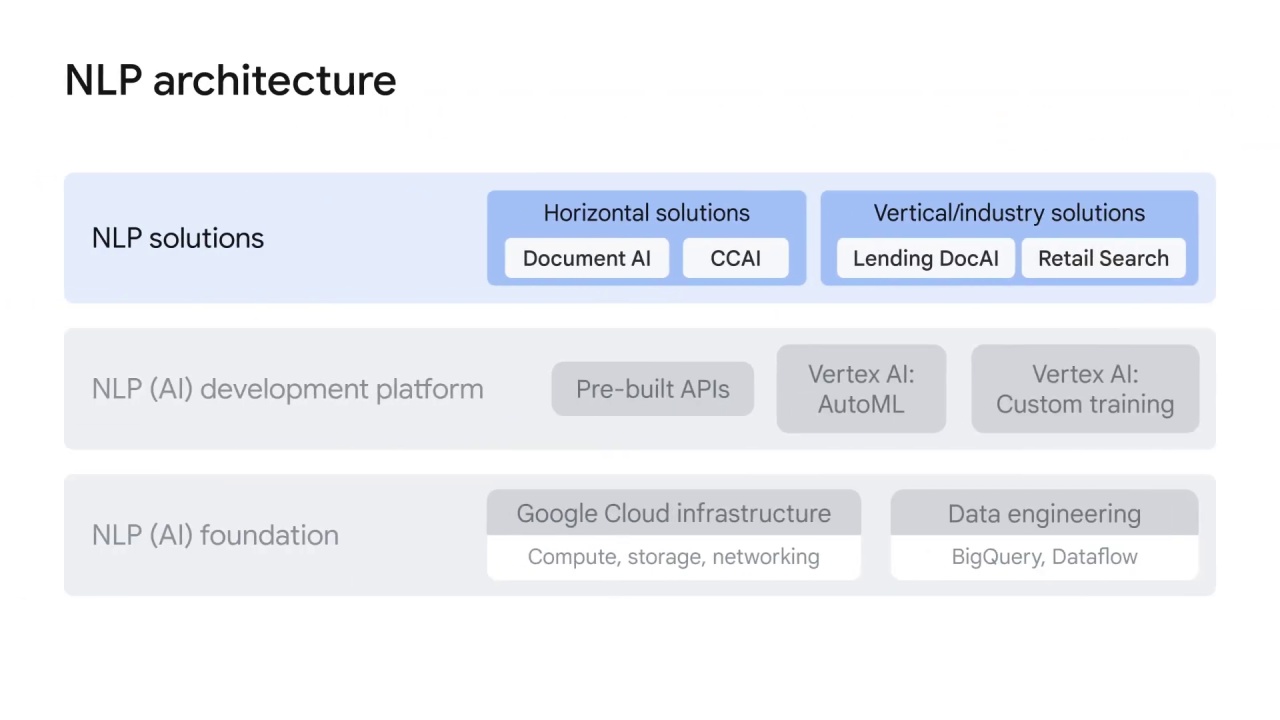 NLP architecture
NLP solutions
Horizontal solutions
Document AI
CCAI
Vertical/industry solutions
Lending DocAI
Retail Search
NLP (AI) development platform
Pre-built APIs
Vertex AI:
AutoML
Vertex AI:
Custom training
NLP (AI) foundation
Google Cloud infrastructure
Compute, storage, networking
Data engineering
BigQuery, Dataflow